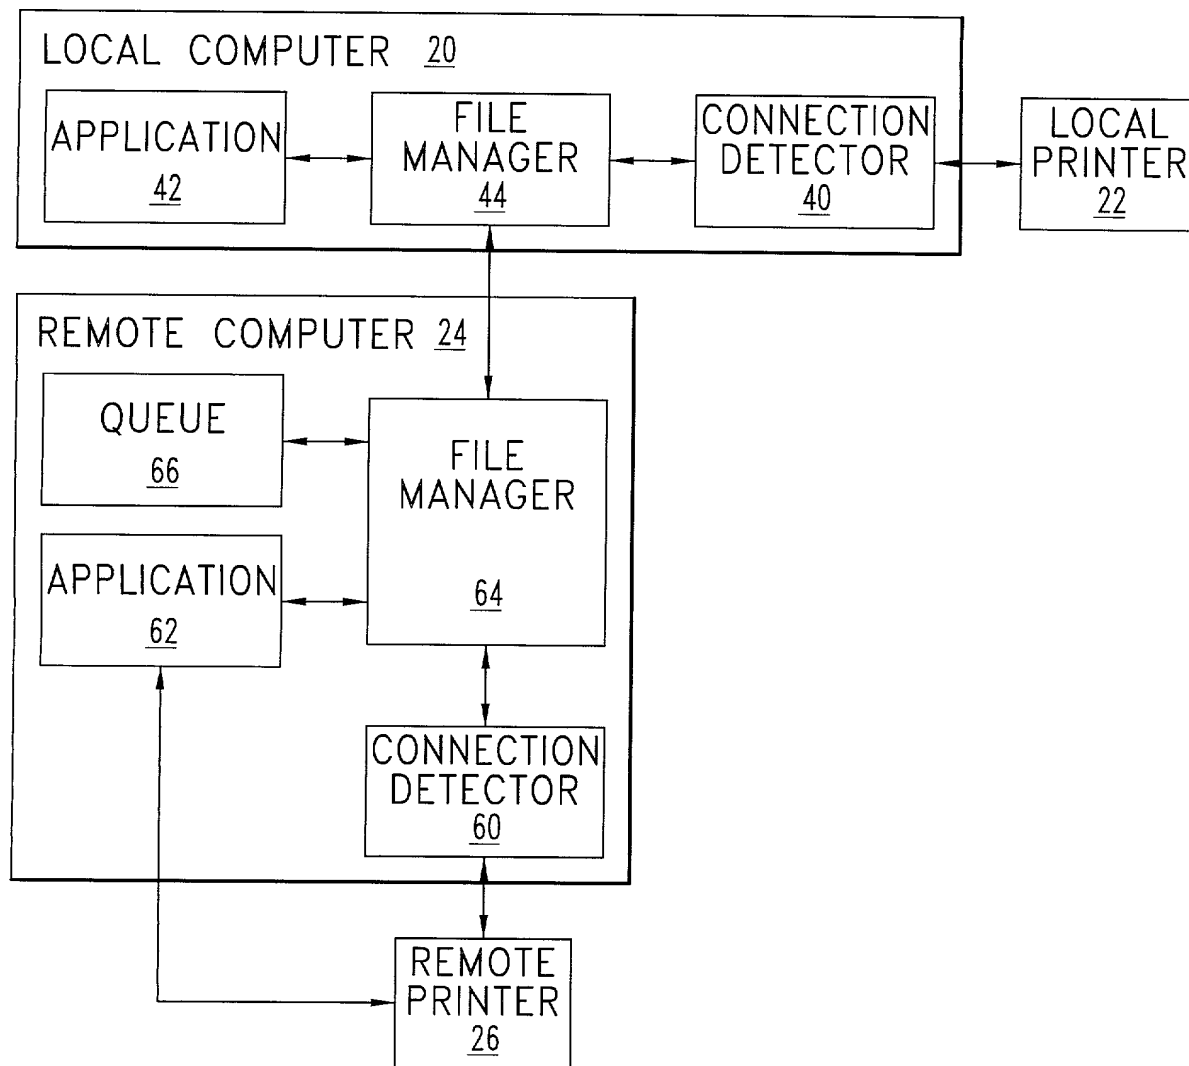 LOCAL COMPUTER 20
APPLICATION
42
FILE
MANAGER
44
CONNECTION
DETECTOR
40
LOCAL
PRINTER
22
REMOTE COMPUTER 24
QUEUE
66
FILE
MANAGER
64
APPLICATION
62
CONNECTION
DETECTOR
60
REMOTE
PRINTER
26